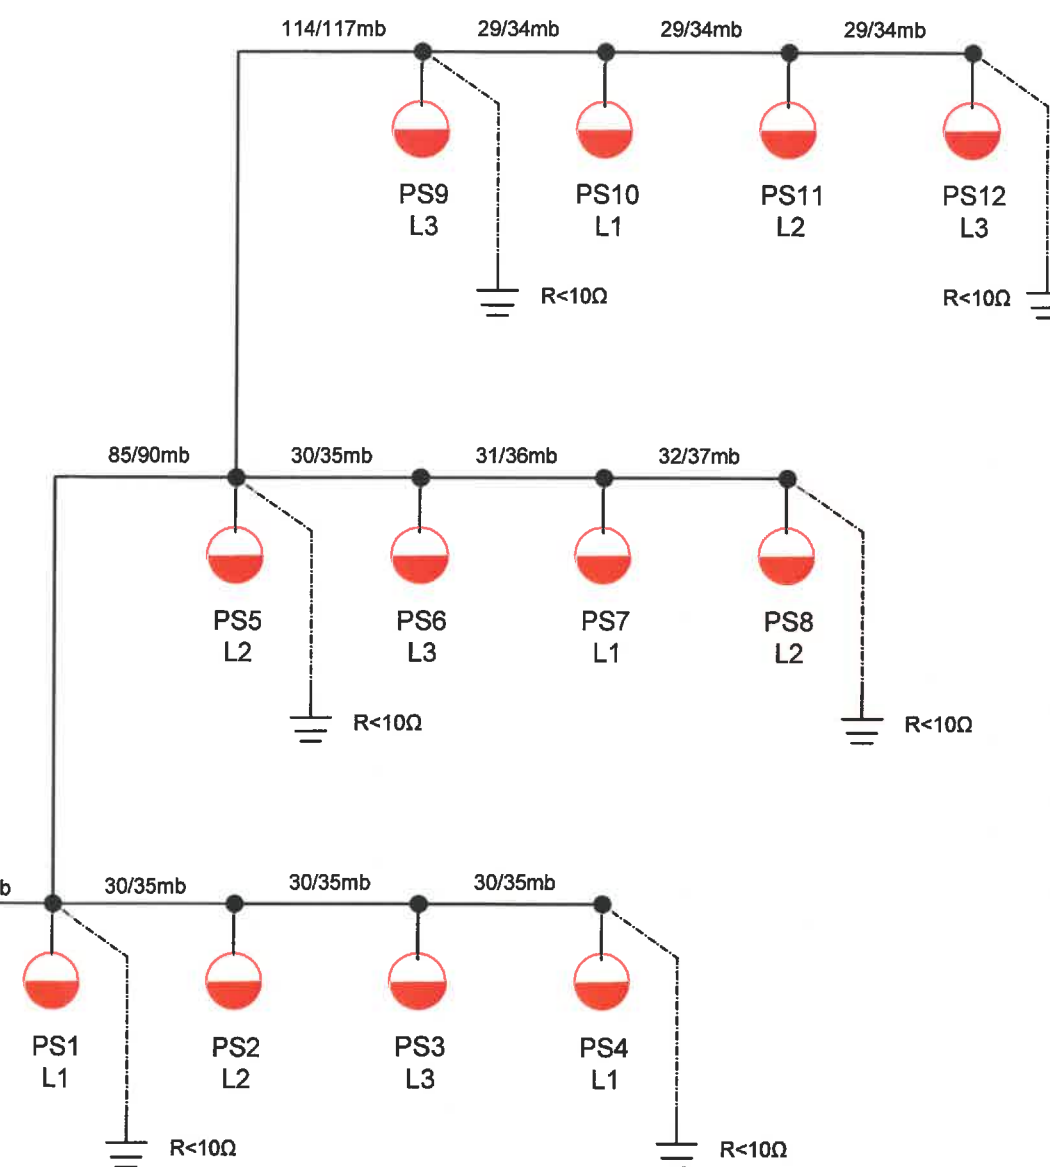 114/117mb 29/34mb 29/34mb 29/34mb
PS9 PS10 PS11 PS12
L3 L1 L2 L3
R<10Ω R<10Ω
85/90mb 30/35mb 31/36mb 32/37mb
PS5 PS6 PS7 PS8
L2 L3 L1 L2
R<10Ω R<10Ω
b 30/35mb 30/35mb 30/35mb
PS1 PS2 PS3 PS4
L1 L2 L3 L1
R<10Ω R<10Ω